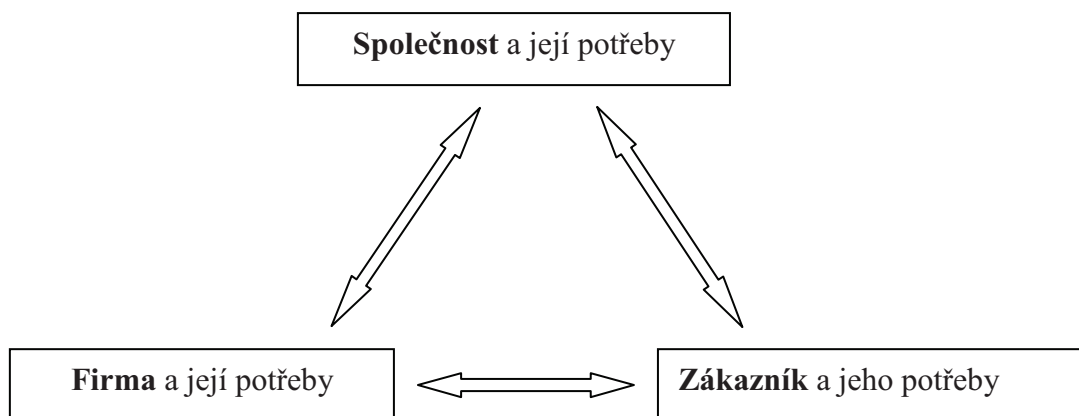 Společnost a její potřeby
Firma a její potřeby
Zákazník a jeho potřeby